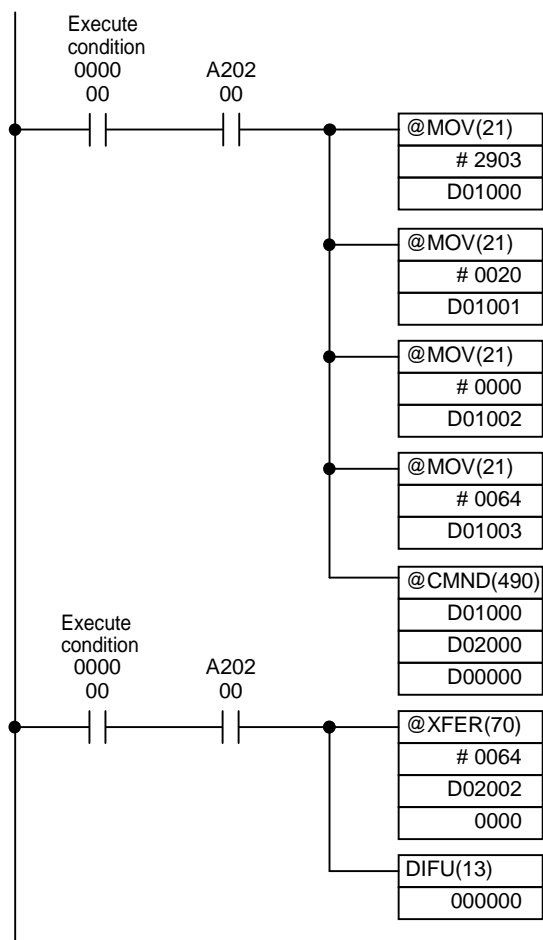 Execute
condition
0000
00
A202
00
@MOV(21)
# 2903
D01000
@MOV(21)
# 0020
D01001
@MOV(21)
# 0000
D01002
@MOV(21)
# 0064
D01003
@CMND(490)
D01000
D02000
D00000
Execute
condition
0000
00
A202
00
@XFER(70)
# 0064
D02002
0000
DIFU(13)
000000